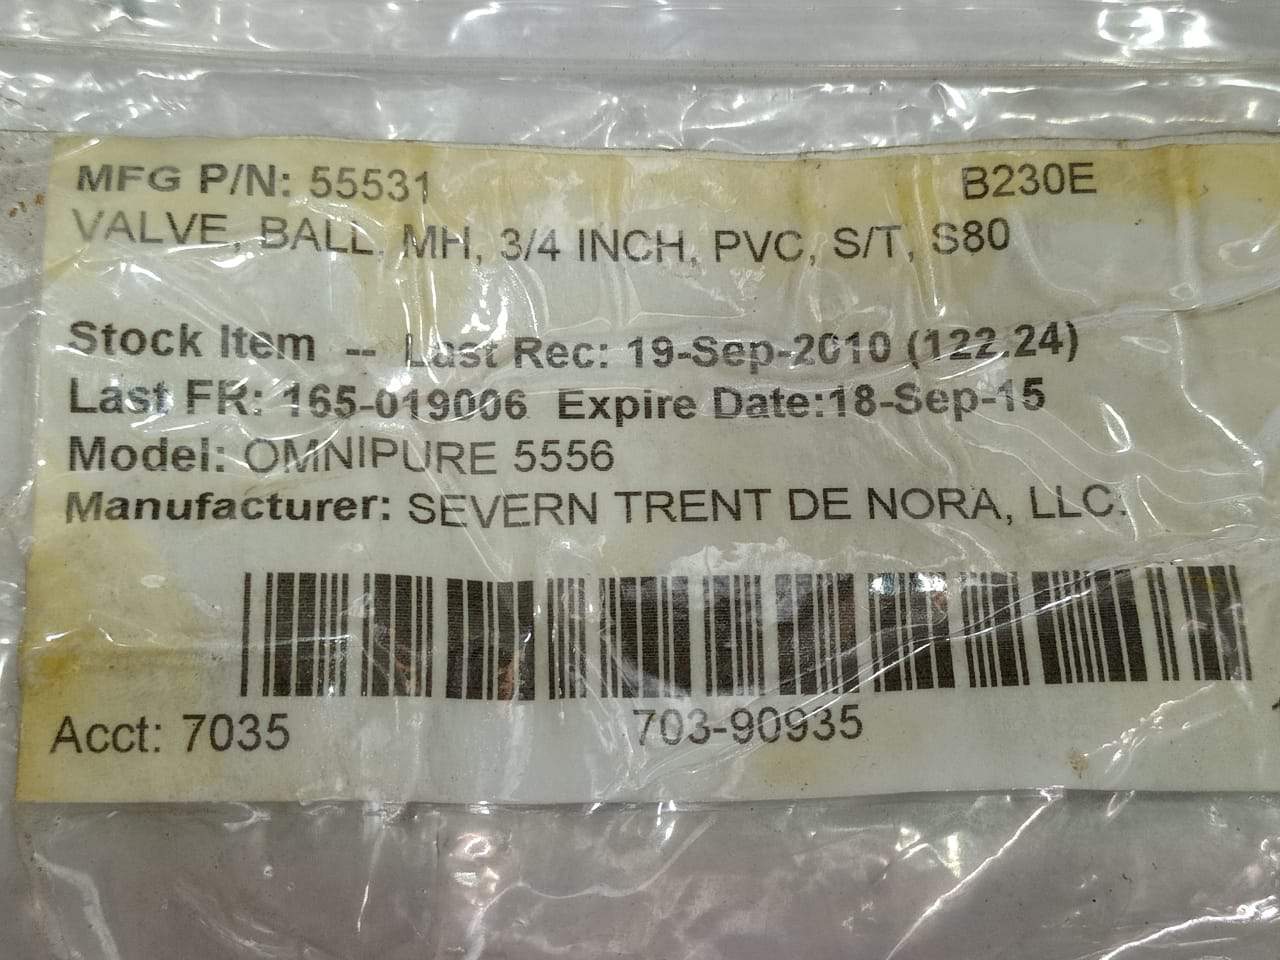 MFG P/N: 55531 B230E
VALVE, BALL, MH, 3/4 INCH, PVC, S/T, S80
Stock Item -- Last Rec: 19-Sep-2010 (122.24)
Last FR: 165-019006 Expire Date:18-Sep-15
Model: OMNIPURE 5556
Manufacturer: SEVERN TRENT DE NORA, LLC.
Acct: 7035 703-90935